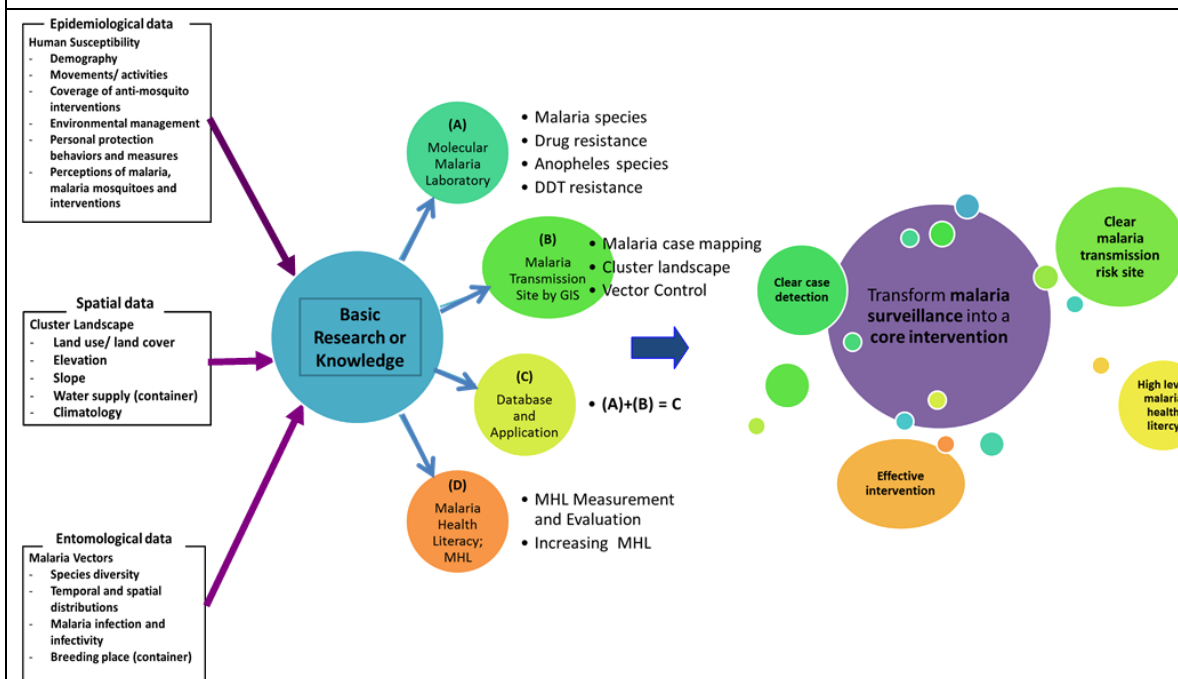 Epidemiological data
Human Susceptibility
- Demography
- Movements/ activities
- Coverage of anti-mosquito
interventions
- Environmental management
- Personal protection
behaviors and measures
- Perceptions of malaria,
malaria mosquitoes and
interventions
Spatial data
Cluster Landscape
- Land use/ land cover
- Elevation
- Slope
- Water supply (container)
- Climatology
Entomological data
Malaria Vectors
- Species diversity
- Temporal and spatial
distributions
- Malaria infection and
infectivity
- Breeding place (container)
Basic
Research or
Knowledge
(A)
Molecular
Malaria
Laboratory
• Malaria species
• Drug resistance
• Anopheles species
• DDT resistance
(B)
Malaria
Transmission
Site by GIS
• Malaria case mapping
• Cluster landscape
• Vector Control
(C)
Database
and
Application
• (A)+(B) = C
(D)
Malaria
Health
Literacy;
MHL
• MHL Measurement
and Evaluation
• Increasing MHL
Clear case
detection
Transform malaria
surveillance into a
core intervention
Clear
malaria
transmission
risk site
High leve
malaria
health
litercy
Effective
intervention